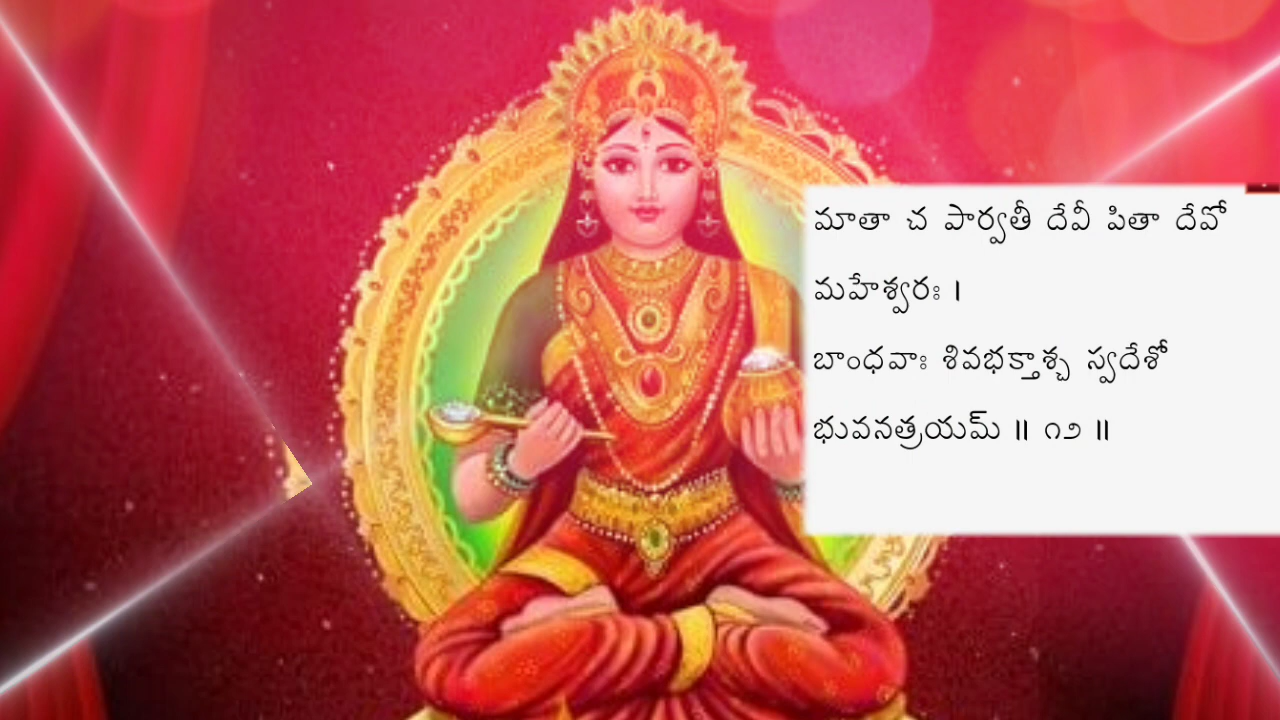 మాతా చ పార్వతీ దేవీ పితా దేవో
మహేశ్వరః ।
బాంధవాః శివభక్తాశ్చ స్వదేశో
భువనత్రయమ్ ॥ ౧౨ ॥